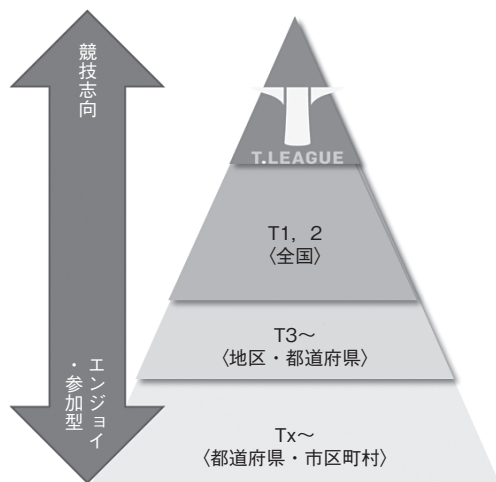 競技志向
エンジョイ
・参加型
T.LEAGUE
T1，2
〈全国〉
T3～
〈地区・都道府県〉
Tx～
〈都道府県・市区町村〉